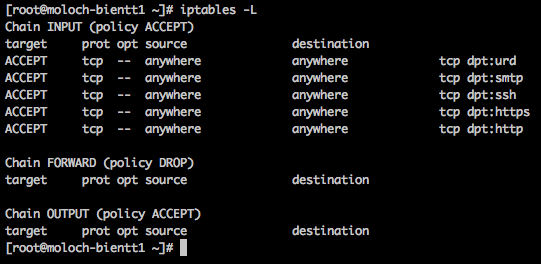 [root@moloch-bientt1 ~]# iptables -L
Chain INPUT (policy ACCEPT)
target     prot opt source               destination
ACCEPT     tcp  --  anywhere             anywhere            tcp dpt:urd
ACCEPT     tcp  --  anywhere             anywhere            tcp dpt:smtp
ACCEPT     tcp  --  anywhere             anywhere            tcp dpt:ssh
ACCEPT     tcp  --  anywhere             anywhere            tcp dpt:https
ACCEPT     tcp  --  anywhere             anywhere            tcp dpt:http

Chain FORWARD (policy DROP)
target     prot opt source               destination

Chain OUTPUT (policy ACCEPT)
target     prot opt source               destination
[root@moloch-bientt1 ~]#